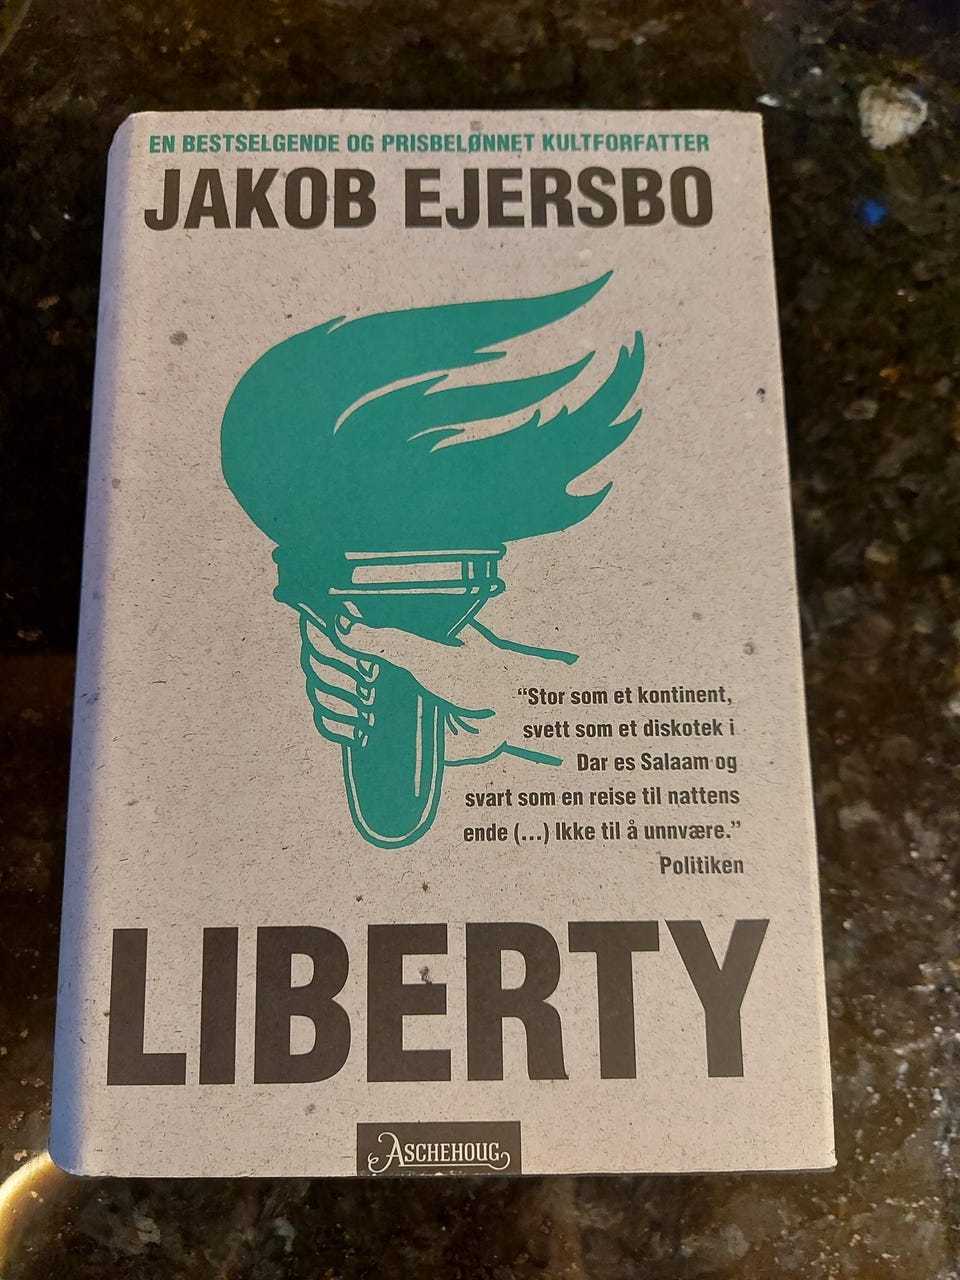 EN BESTSELGENDE OG PRISBELØNNET KULTFORFATTER
JAKOB EJERSBO
“Stor som et kontinent,
svett som et diskotek i
Dar es Salaam og
svart som en reise til nattens
ende (...) Ikke til å unnvære.”
Politiken
LIBERTY
ASCHEHOUG